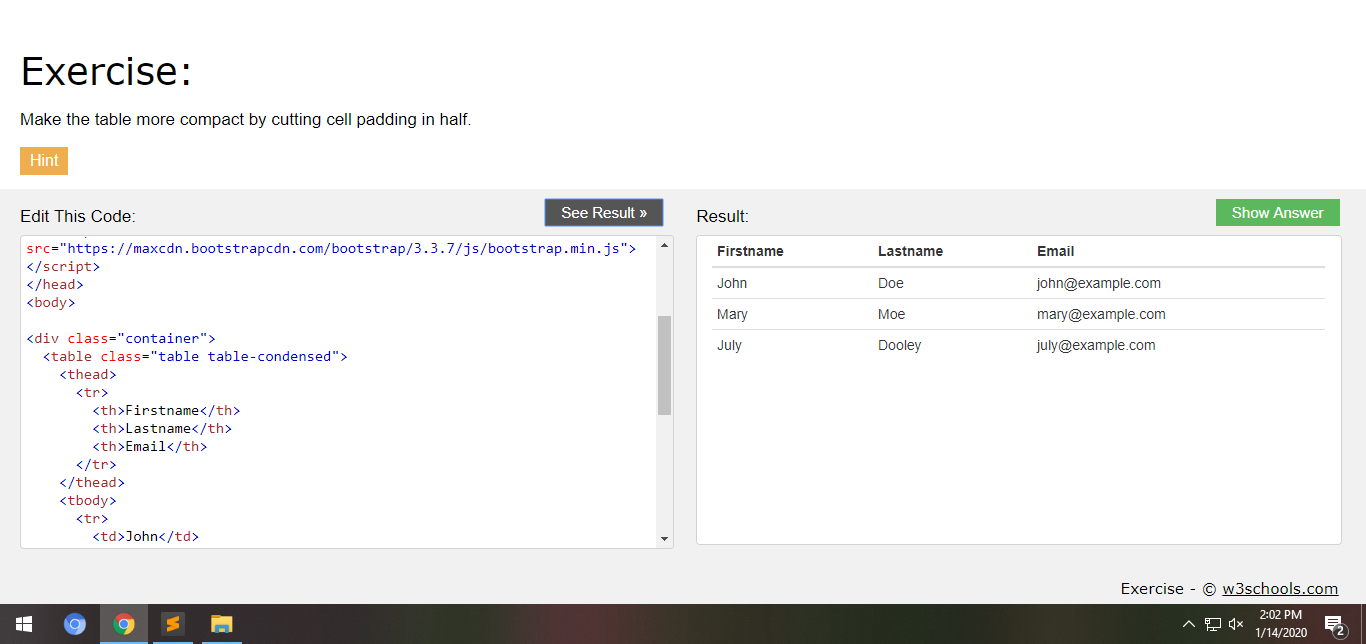 Exercise:
Make the table more compact by cutting cell padding in half.
Hint
Edit This Code:
See Result »
src="https://maxcdn.bootstrapcdn.com/bootstrap/3.3.7/js/bootstrap.min.js">
</script>
</head>
<body>
<div class="container">
<table class="table table-condensed">
<thead>
<tr>
<th>Firstname</th>
<th>Lastname</th>
<th>Email</th>
</tr>
</thead>
<tbody>
<tr>
<td>John</td>
Result:
Show Answer
Firstname Lastname Email
John Doe john@example.com
Mary Moe mary@example.com
July Dooley july@example.com
Exercise - © w3schools.com
2:02 PM
1/14/2020
2